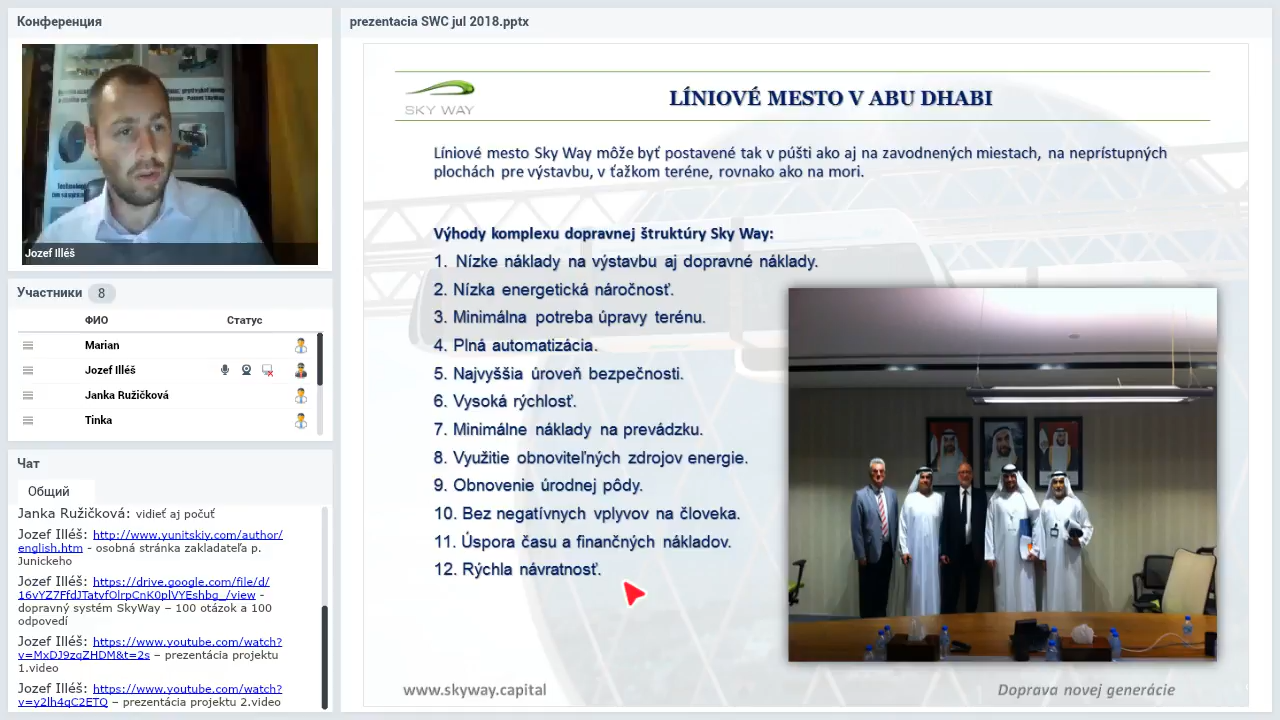 Конференция
Jozef Illéš
Участники 8
ФИО Статус
Marian
Jozef Illéš
Janka Ružičková
Tinka
Чат
Общий
Janka Ružičková: vidieť aj počuť
Jozef Illéš: http://www.yunitskiy.com/author/
english.htm - osobná stránka zakladateľa p.
Junickeho
Jozef Illéš: https://drive.google.com/file/d/
16vYZ7FfdJTatvfOlrpCnK0plVYEshbg_/view -
dopravný systém SkyWay – 100 otázok a 100
odpovedí
Jozef Illéš: https://www.youtube.com/watch?
v=MxDJ9zqZHDM&t=2s – prezentácia projektu
1.video
Jozef Illéš: https://www.youtube.com/watch?
v=y2lh4qC2ETQ – prezentácia projektu 2.video
prezentacia SWC jul 2018.pptx
SKY WAY
LÍNIOVÉ MESTO V ABU DHABI
Líniové mesto Sky Way môže byť postavené tak v púšti ako aj na zavodnených miestach, na neprístupných
plochách pre výstavbu, v ťažkom teréne, rovnako ako na mori.
Výhody komplexu dopravnej štruktúry Sky Way:
1. Nízke náklady na výstavbu aj dopravné náklady.
2. Nízka energetická náročnosť.
3. Minimálna potreba úpravy terénu.
4. Plná automatizácia.
5. Najvyššia úroveň bezpečnosti.
6. Vysoká rýchlosť.
7. Minimálne náklady na prevádzku.
8. Využitie obnoviteľných zdrojov energie.
9. Obnovenie úrodnej pôdy.
10. Bez negatívnych vplyvov na človeka.
11. Úspora času a finančných nákladov.
12. Rýchla návratnosť.
www.skyway.capital
Doprava novej generácie